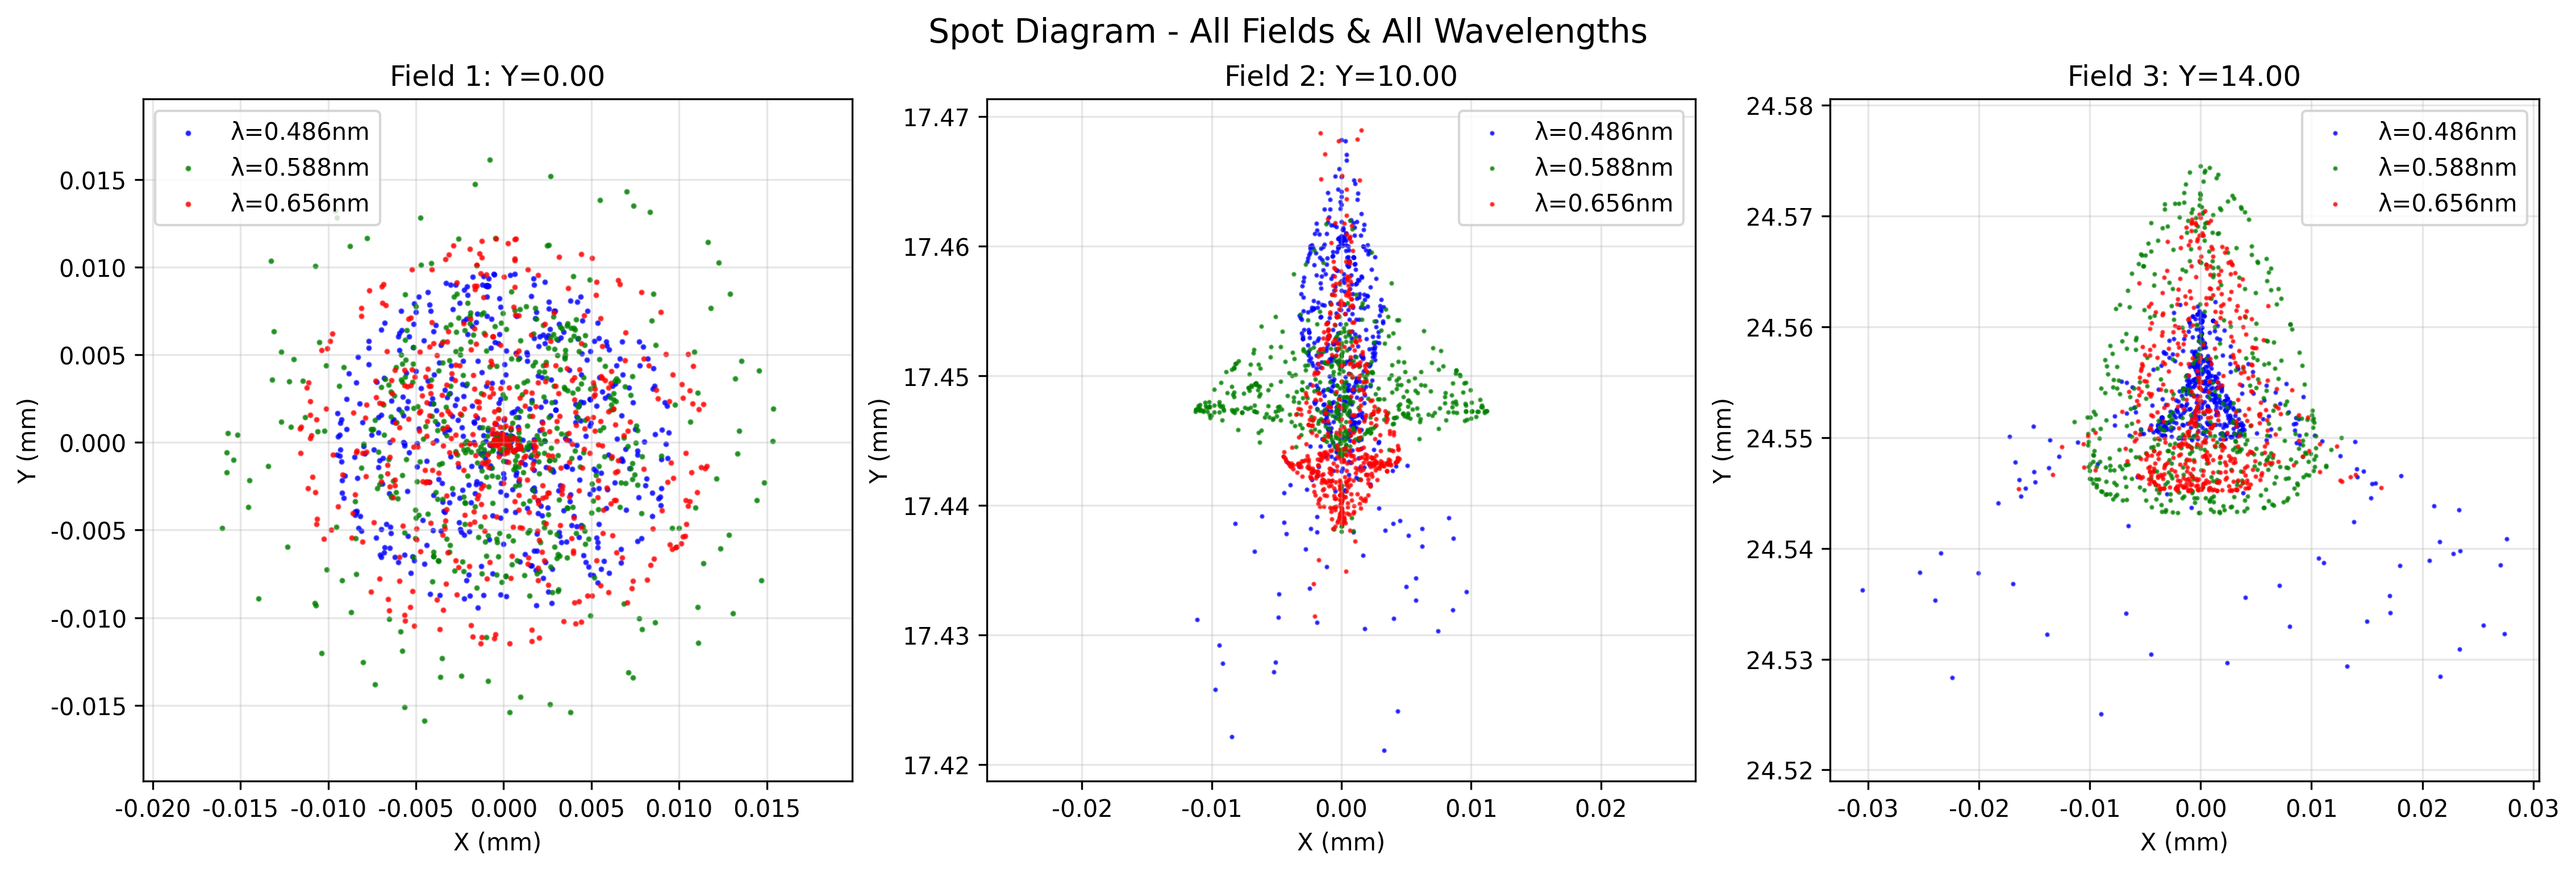 Spot Diagram - All Fields & All Wavelengths
Field 1: Y=0.00
λ=0.486nm
λ=0.588nm
λ=0.656nm
0.015
0.010
0.005
0.000
-0.005
-0.010
-0.015
Y (mm)
-0.020 -0.015 -0.010 -0.005 0.000 0.005 0.010 0.015
X (mm)
Field 2: Y=10.00
λ=0.486nm
λ=0.588nm
λ=0.656nm
17.47
17.46
17.45
17.44
17.43
17.42
Y (mm)
-0.02 -0.01 0.00 0.01 0.02
X (mm)
Field 3: Y=14.00
λ=0.486nm
λ=0.588nm
λ=0.656nm
24.58
24.57
24.56
24.55
24.54
24.53
24.52
Y (mm)
-0.03 -0.02 -0.01 0.00 0.01 0.02 0.03
X (mm)